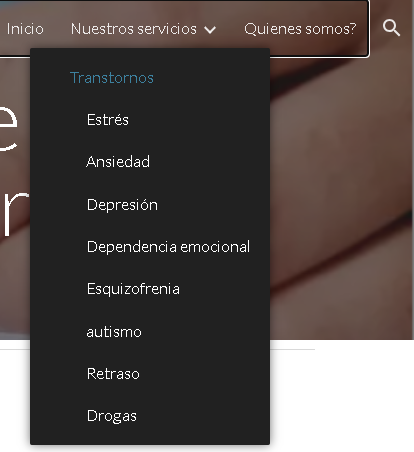 Inicio Nuestros servicios Quienes somos?
Transtornos
Estrés
Ansiedad
Depresión
Dependencia emocional
Esquizofrenia
autismo
Retraso
Drogas
e
r